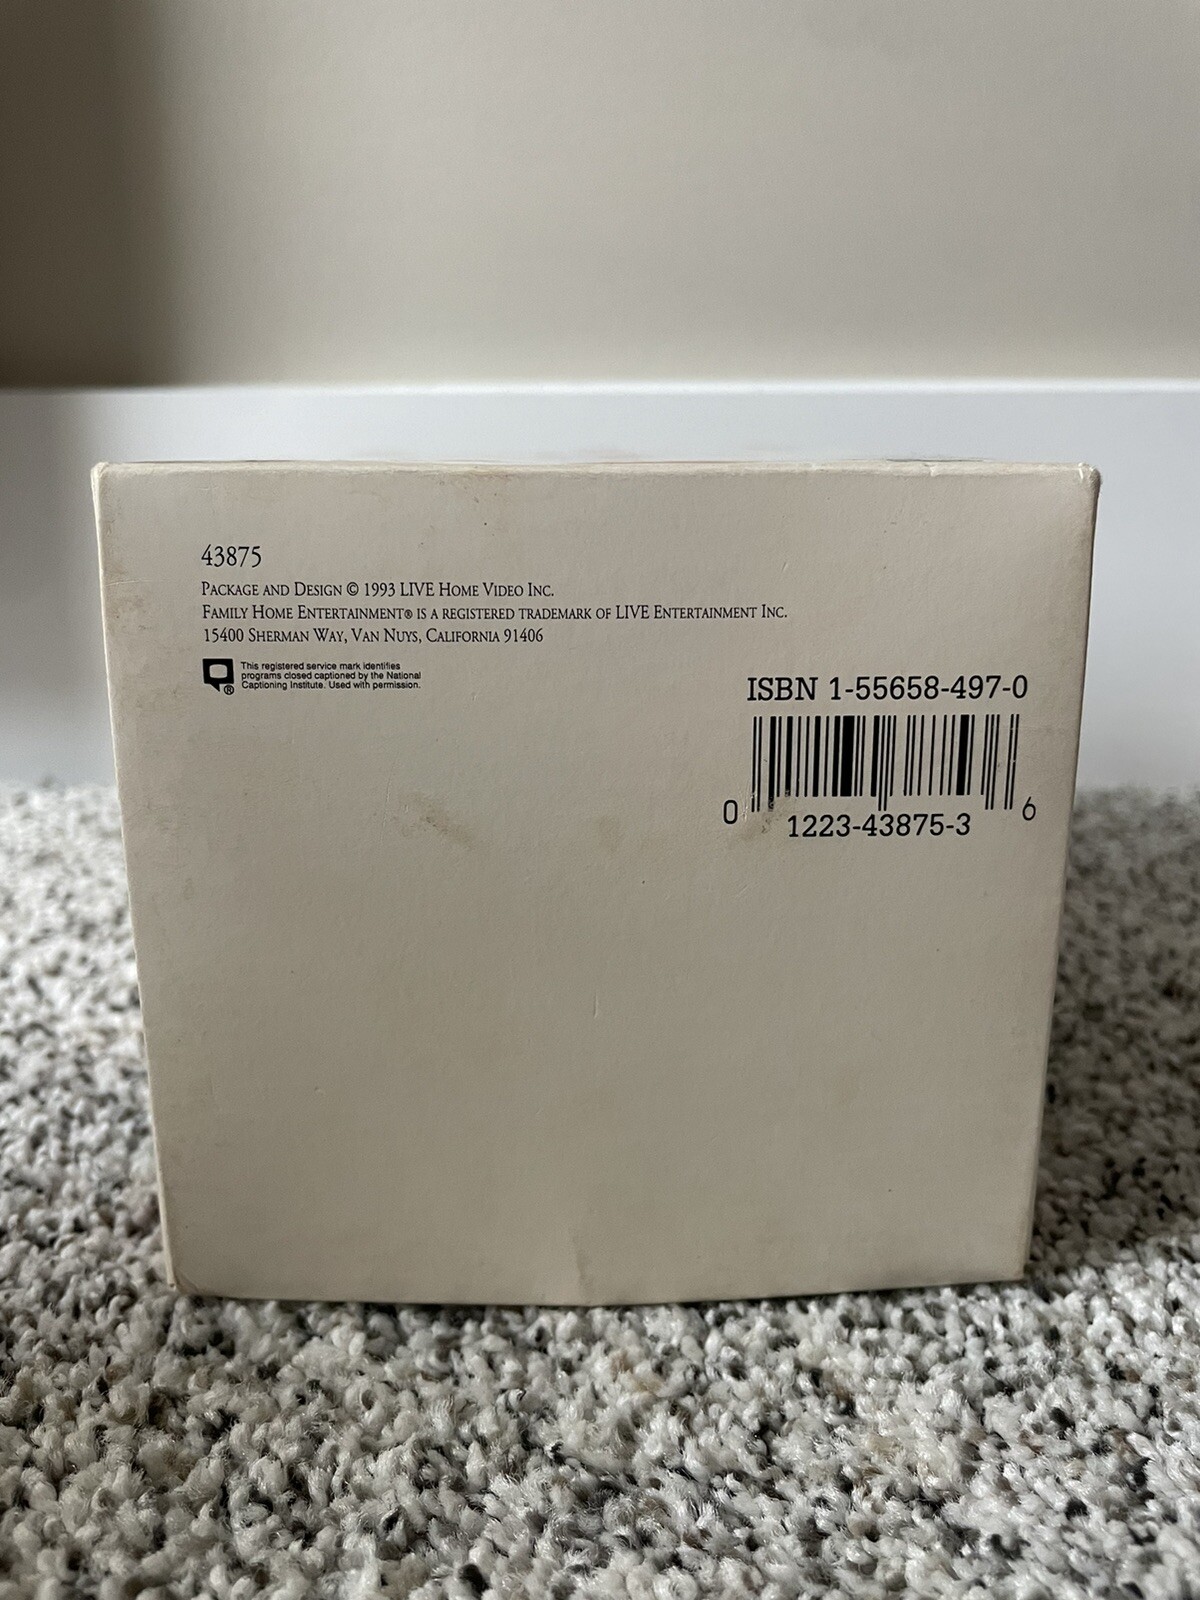 43875
Package and Design © 1993 LIVE Home Video Inc.
Family Home Entertainment® is a registered trademark of LIVE Entertainment Inc.
15400 Sherman Way, Van Nuys, California 91406
This registered service mark identifies
programs closed captioned by the National
® Captioning Institute. Used with permission.
ISBN 1-55658-497-0
0 1223-43875-3 6